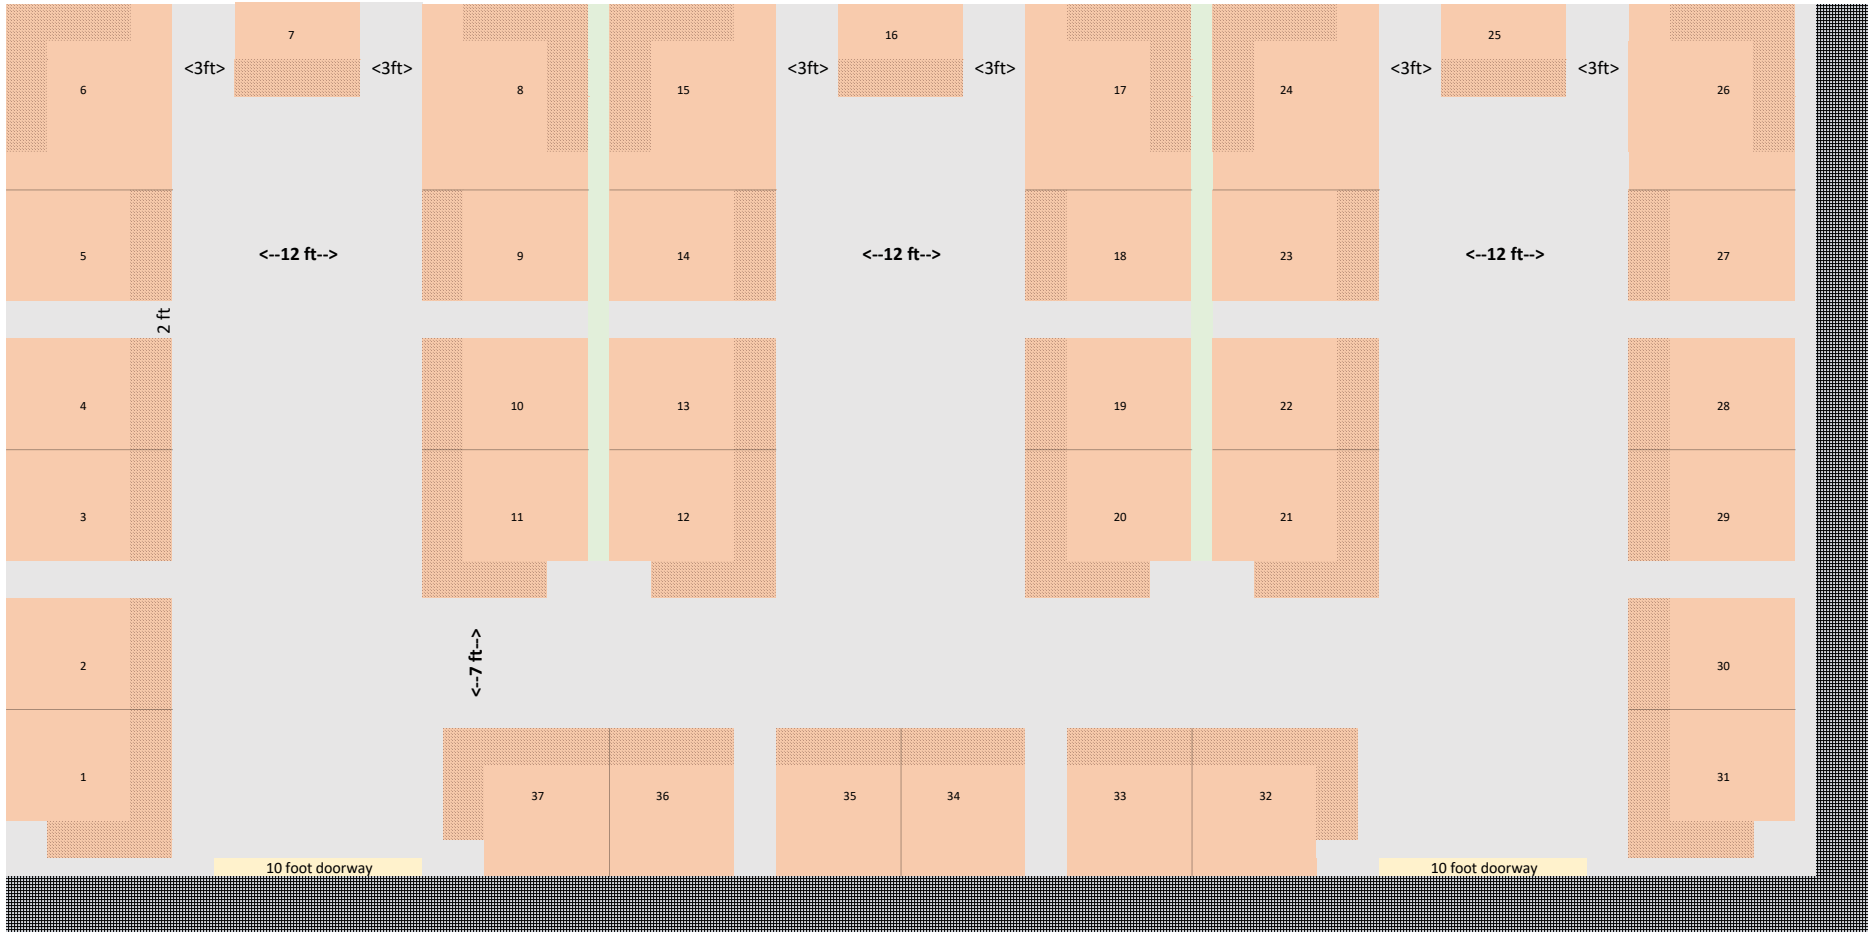 7
16
25
<3ft>
<3ft>
<3ft>
<3ft>
<3ft>
<3ft>
6
8
15
17
24
26
5
<--12 ft-->
9
14
<--12 ft-->
18
23
<--12 ft-->
27
2 ft
4
10
13
19
22
28
3
11
12
20
21
29
2
<--7 ft-->
30
1
31
37
36
35
34
33
32
10 foot doorway
10 foot doorway